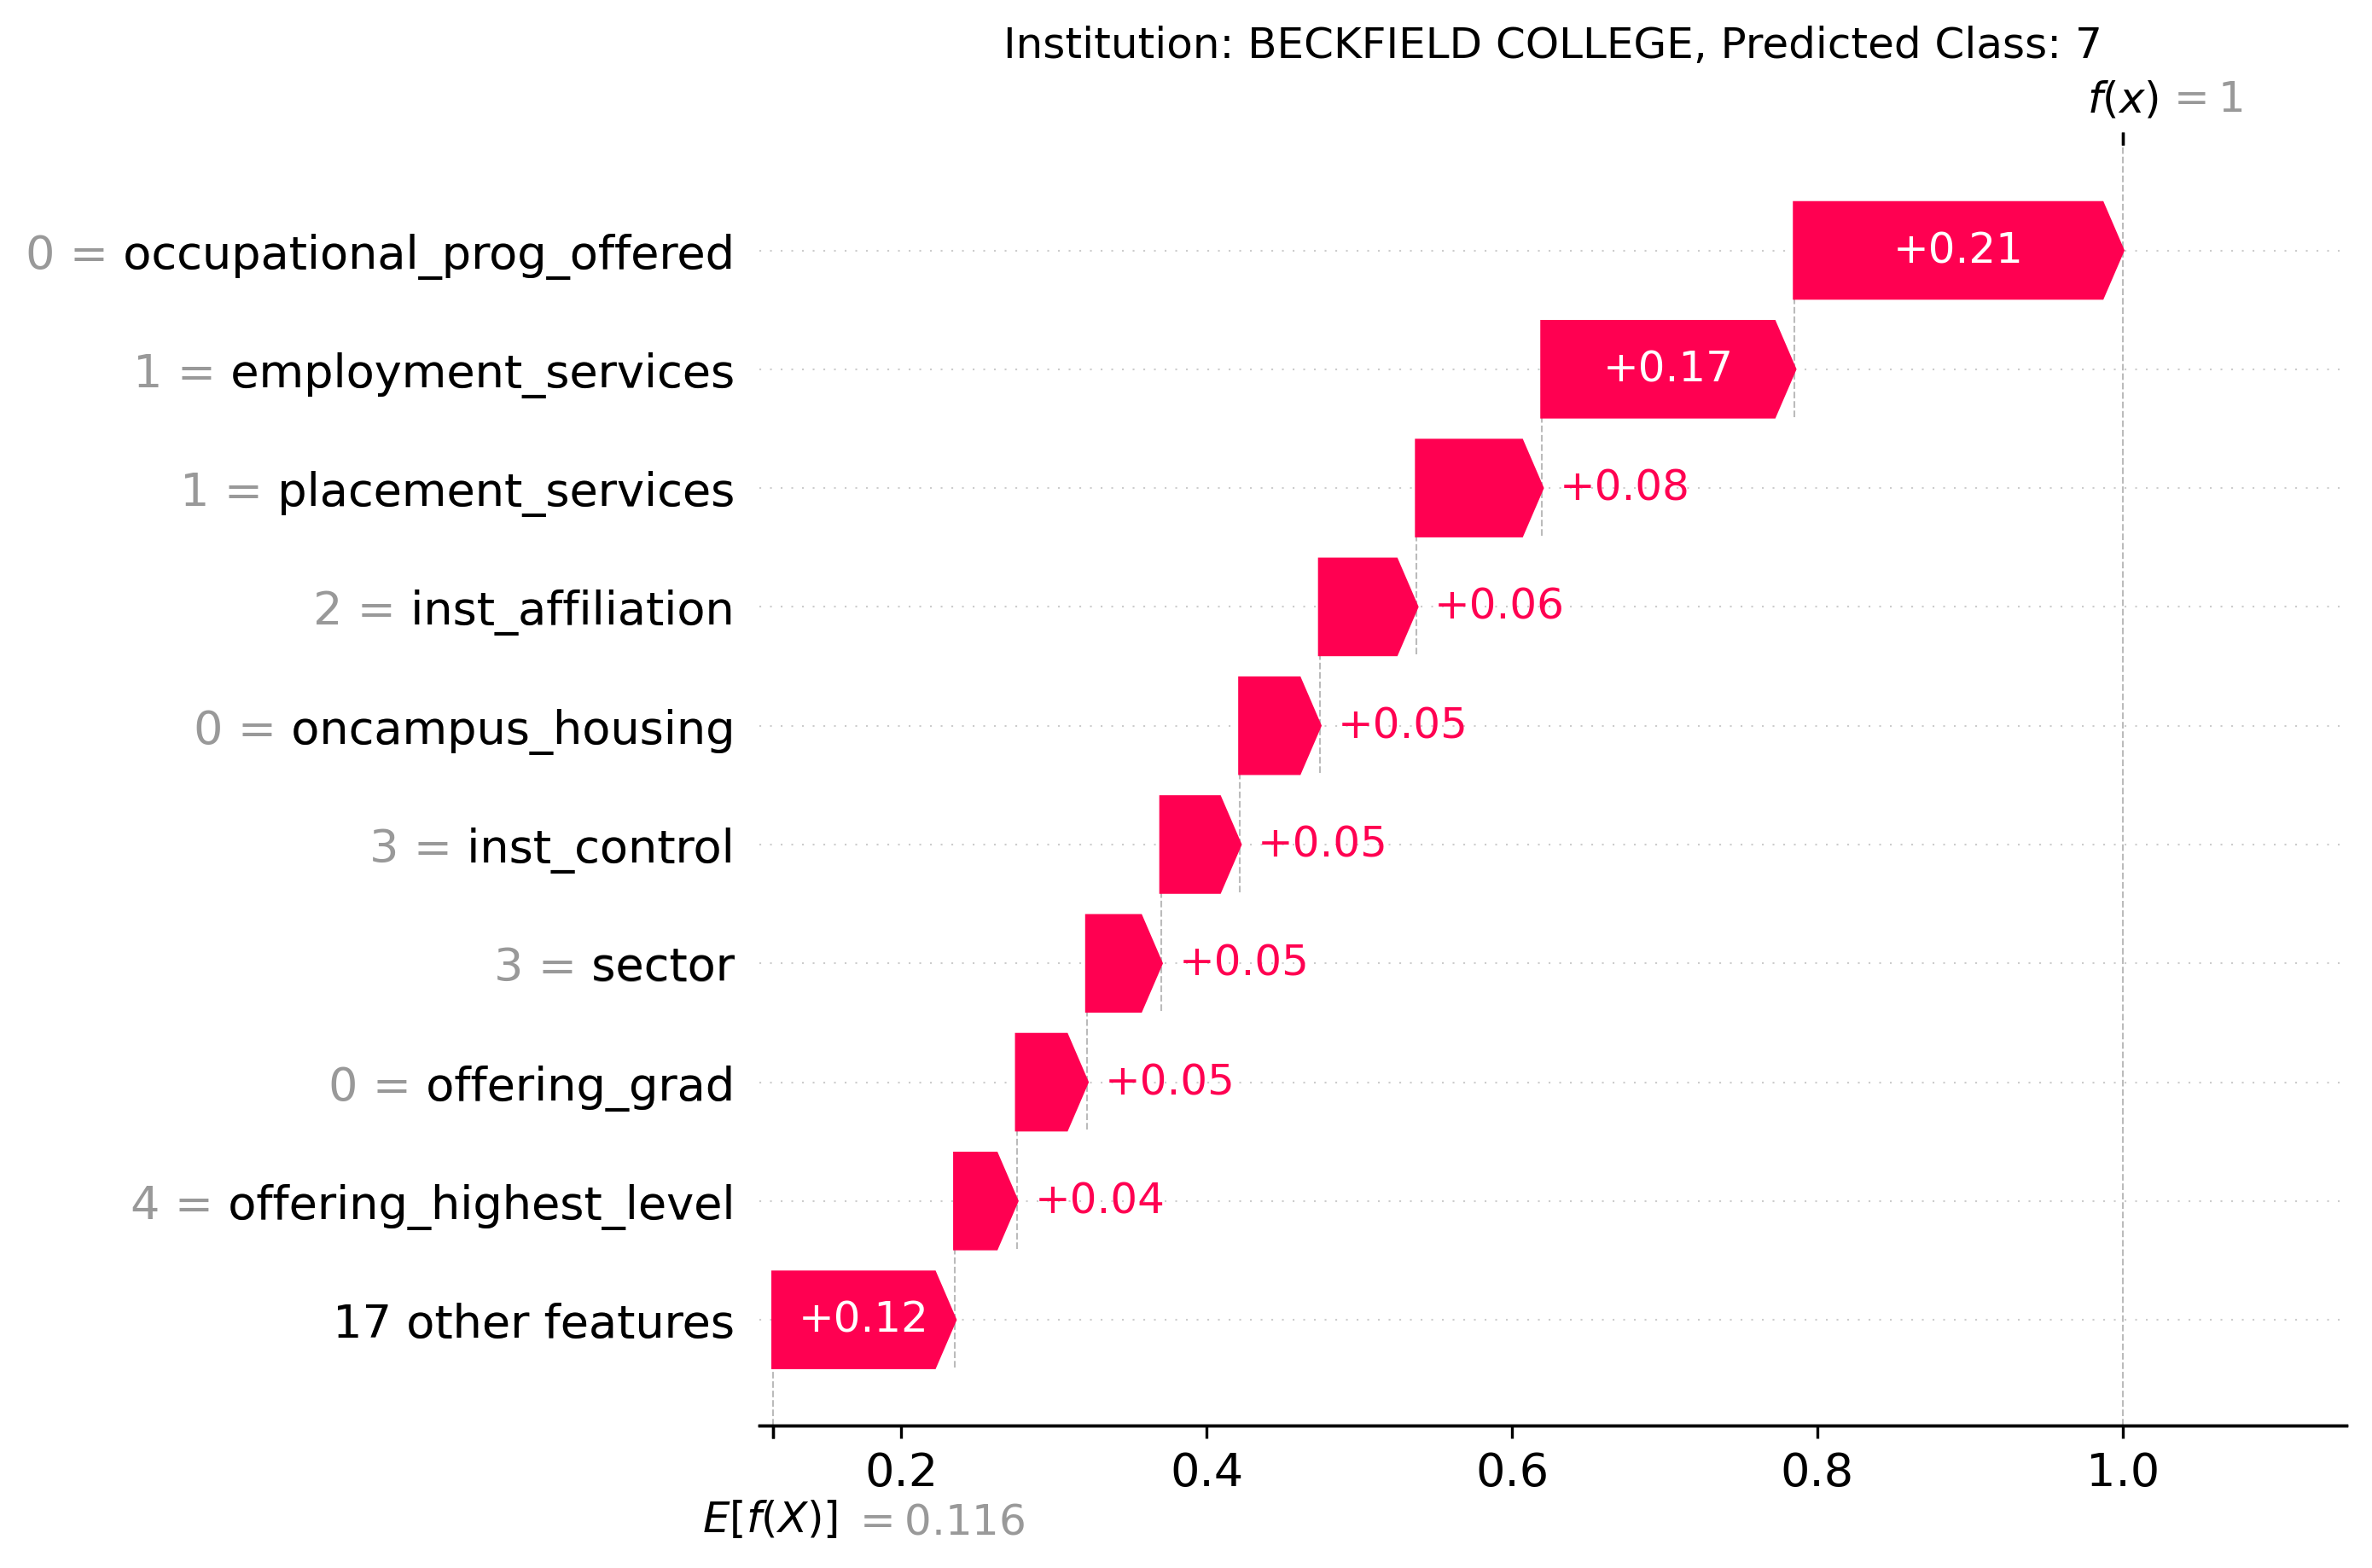 Institution: BECKFIELD COLLEGE, Predicted Class: 7
f(x) = 1
0 = occupational_prog_offered +0.21
1 = employment_services +0.17
1 = placement_services +0.08
2 = inst_affiliation +0.06
0 = oncampus_housing +0.05
3 = inst_control +0.05
3 = sector +0.05
0 = offering_grad +0.05
4 = offering_highest_level +0.04
17 other features +0.12
0.2 0.4 0.6 0.8 1.0
E[f(X)] = 0.116